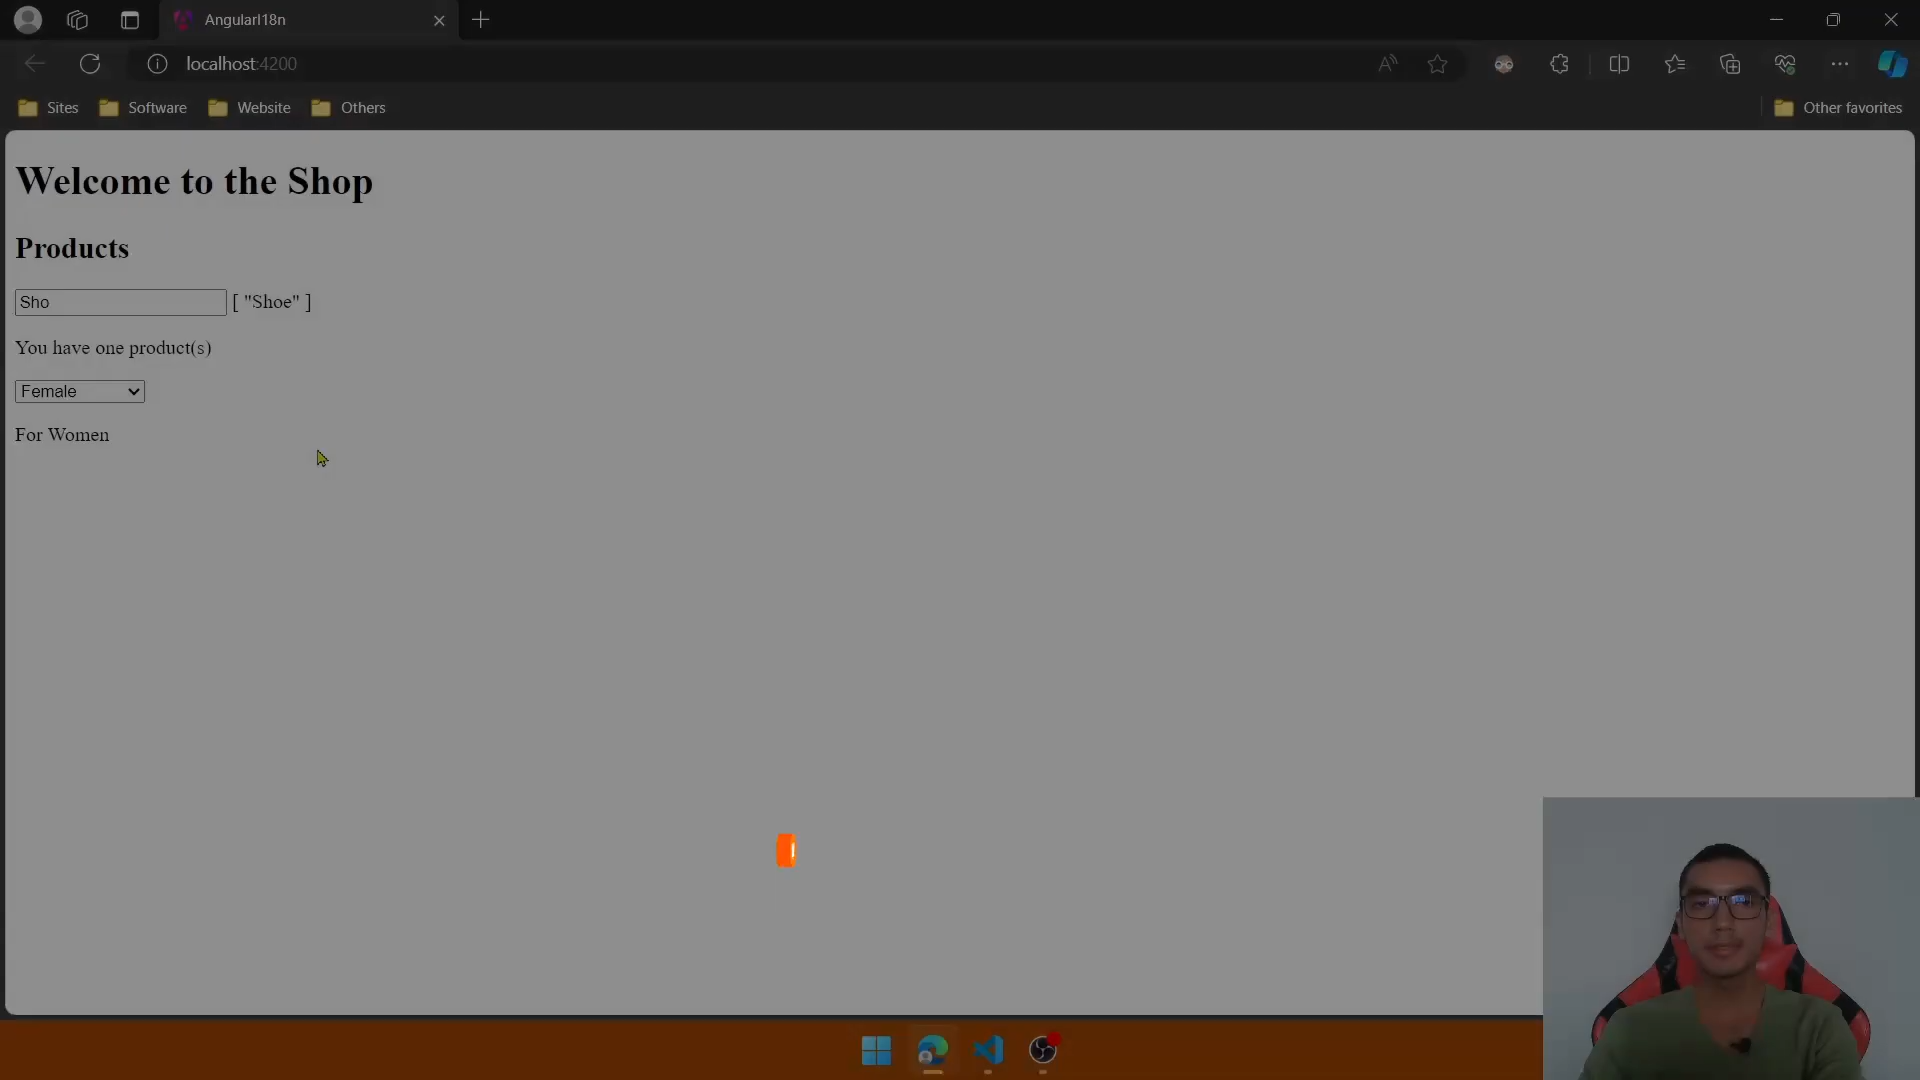 AngularI18n
localhost:4200
Sites
Software
Website
Others
Other favorites
Welcome to the Shop
Products
Sho [ "Shoe" ]
You have one product(s)
Female
For Women